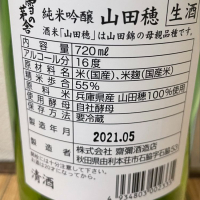 雪の茅舎
純米吟醸 山田穂 生酒
酒米「山田穂」は山田錦の母親品種です。
容量 720ml
アルコール分 16度
原材料名 米(国産)、米麹(国産米)
精米歩合 55%
原料米 兵庫県産 山田穂100%使用
使用酵母 自社酵母
保存方法 要冷蔵
製造年月 2021.05
製造者 株式会社 齋彌酒造店
秋田県由利本荘市石脇字石脇53
清酒